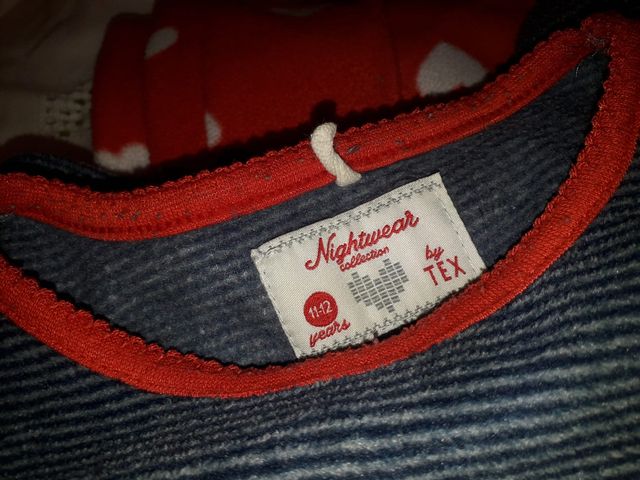 Nightwear
collection
by
TEX
11-12
years